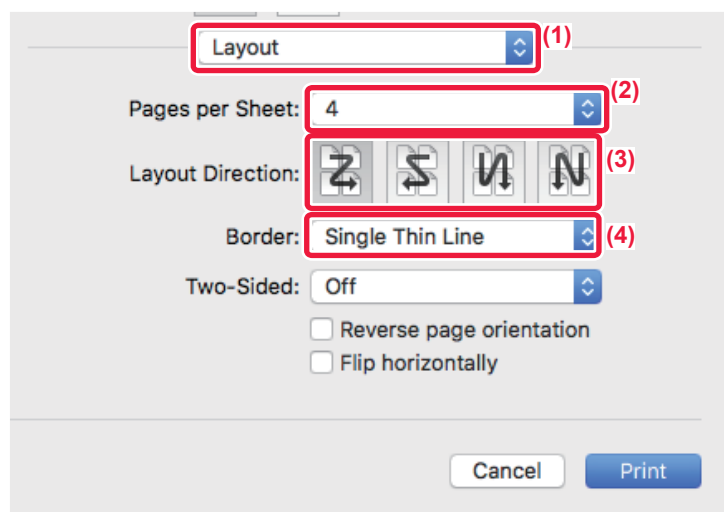 Layout (1)
Pages per Sheet: 4 (2)
Layout Direction: (3)
Border: Single Thin Line (4)
Two-Sided: Off
Reverse page orientation
Flip horizontally
Cancel Print